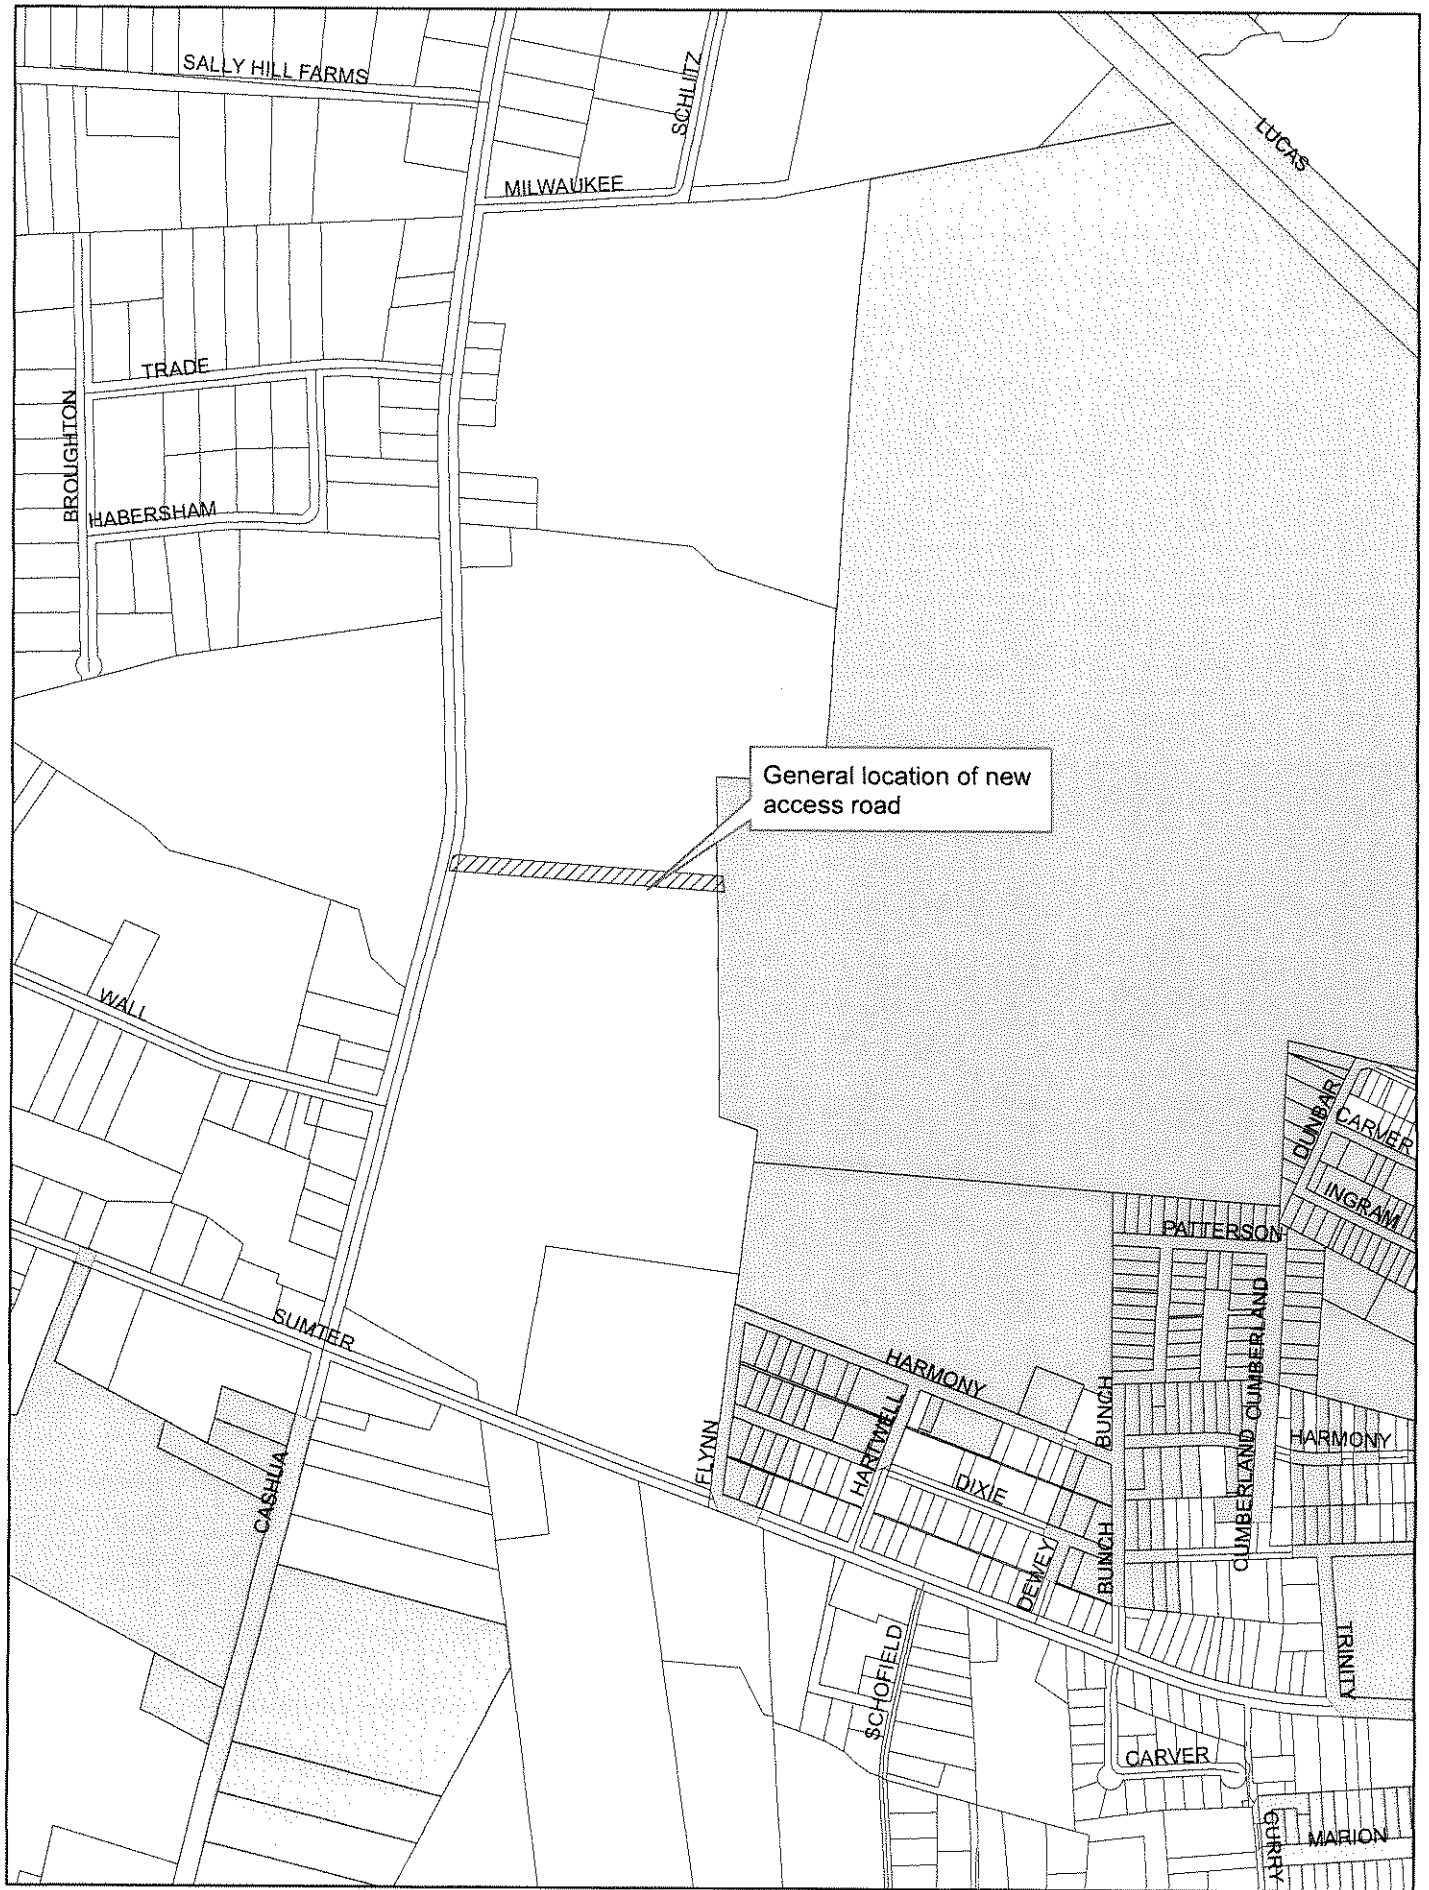 SALLY HILL FARMS
SCHLITZ
LUCAS
MILWAUKEE
TRADE
BROUGHTON
HABERSHAM
General location of new
access road
WALL
DUNBAR
CARVER
INGRAM
PATTERSON
SUMTER
CUMBERLAND
HARMONY
BUNCH
HARTWELL
FLYNN
HARMONY
CASHUA
DIXIE
CUMBERLAND
BUNCH
DEWEY
SCHOFIELD
TRINITY
CARVER
CURRY
MARION